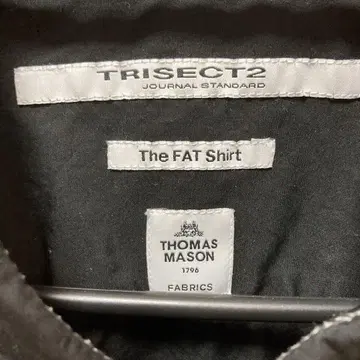 TRISECT2
JOURNAL STANDARD
The FAT Shirt
THOMAS
MASON
1796
FABRICS